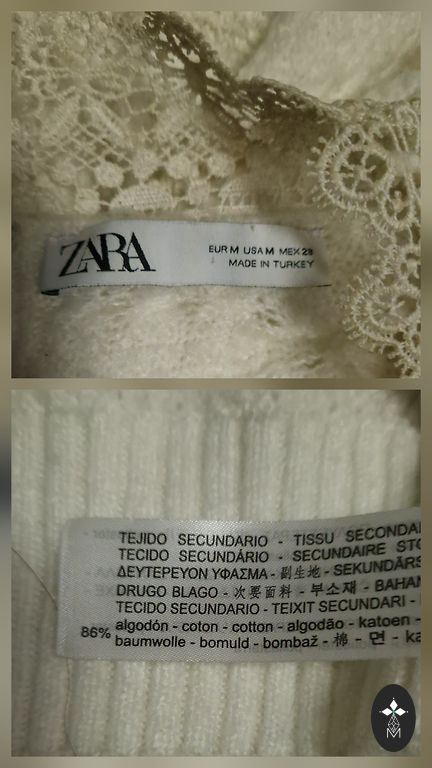 ZARA
EUR M USA M MEX 28
MADE IN TURKEY
TEJIDO SECUNDARIO - TISSU SECONDA
TECIDO SECUNDÁRIO - SECUNDAIRE STO
ΔΕΥΤΕΡΕΥΟΝ ΥΦΑΣΜΑ - 副生地 - SEKUNDÄRS
DRUGO BLAGO - 次要面料 - 부소재 - BAHAN
TECIDO SECUNDARIO - TEIXIT SECUNDARI -
86% algodón - coton - cotton - algodão - katoen -
baumwolle - bomuld - bombaž - 棉 - 면 - ka
M